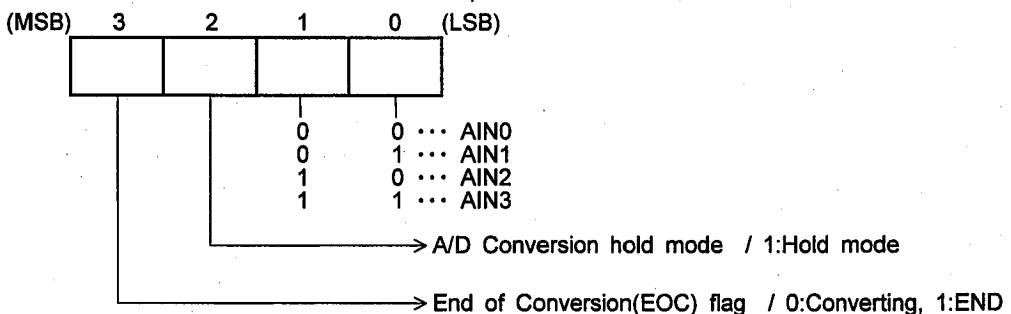 (MSB) 3 2 1 0 (LSB)
0 0 ··· AIN0
0 1 ··· AIN1
1 0 ··· AIN2
1 1 ··· AIN3
A/D Conversion hold mode / 1:Hold mode
End of Conversion(EOC) flag / 0:Converting, 1:END